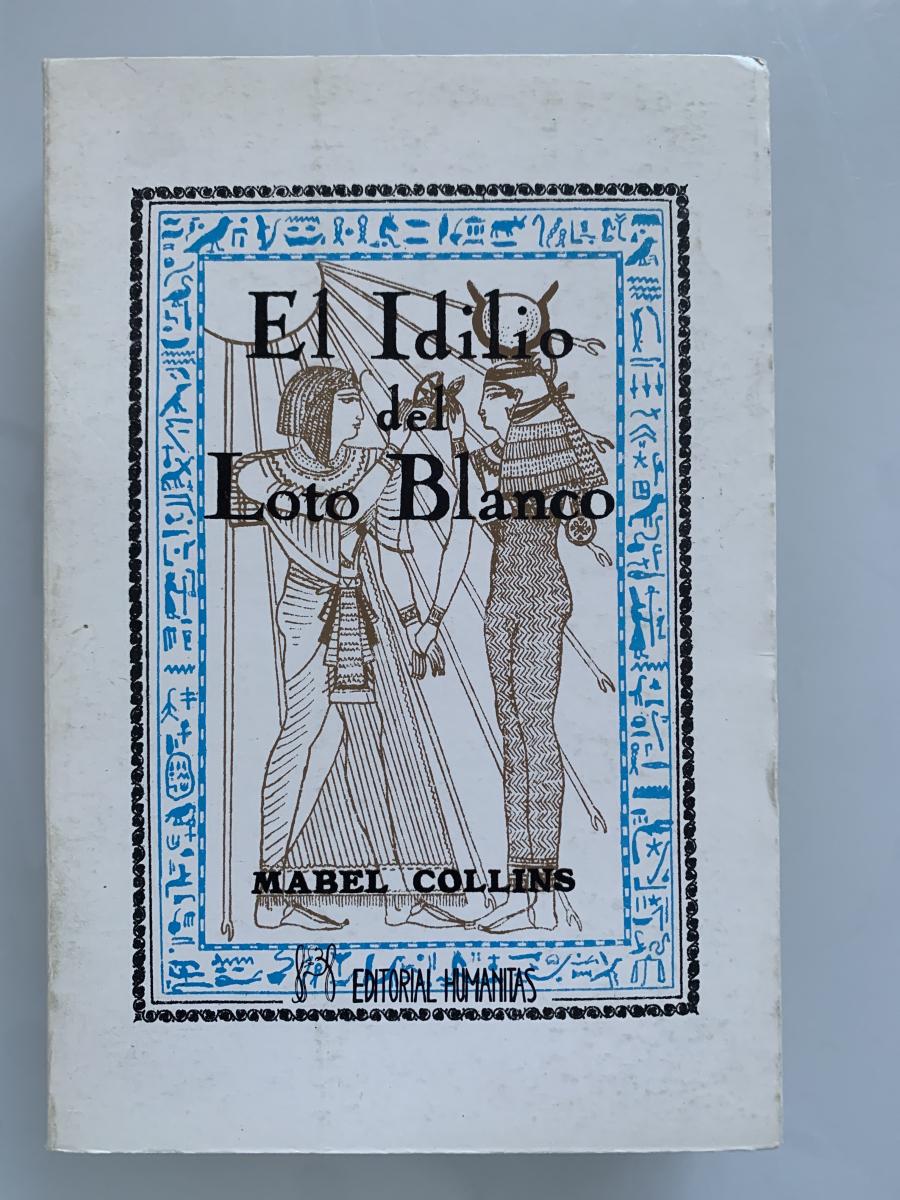 El Idilio
del
Loto Blanco
MABEL COLLINS
EDITORIAL HUMANITAS